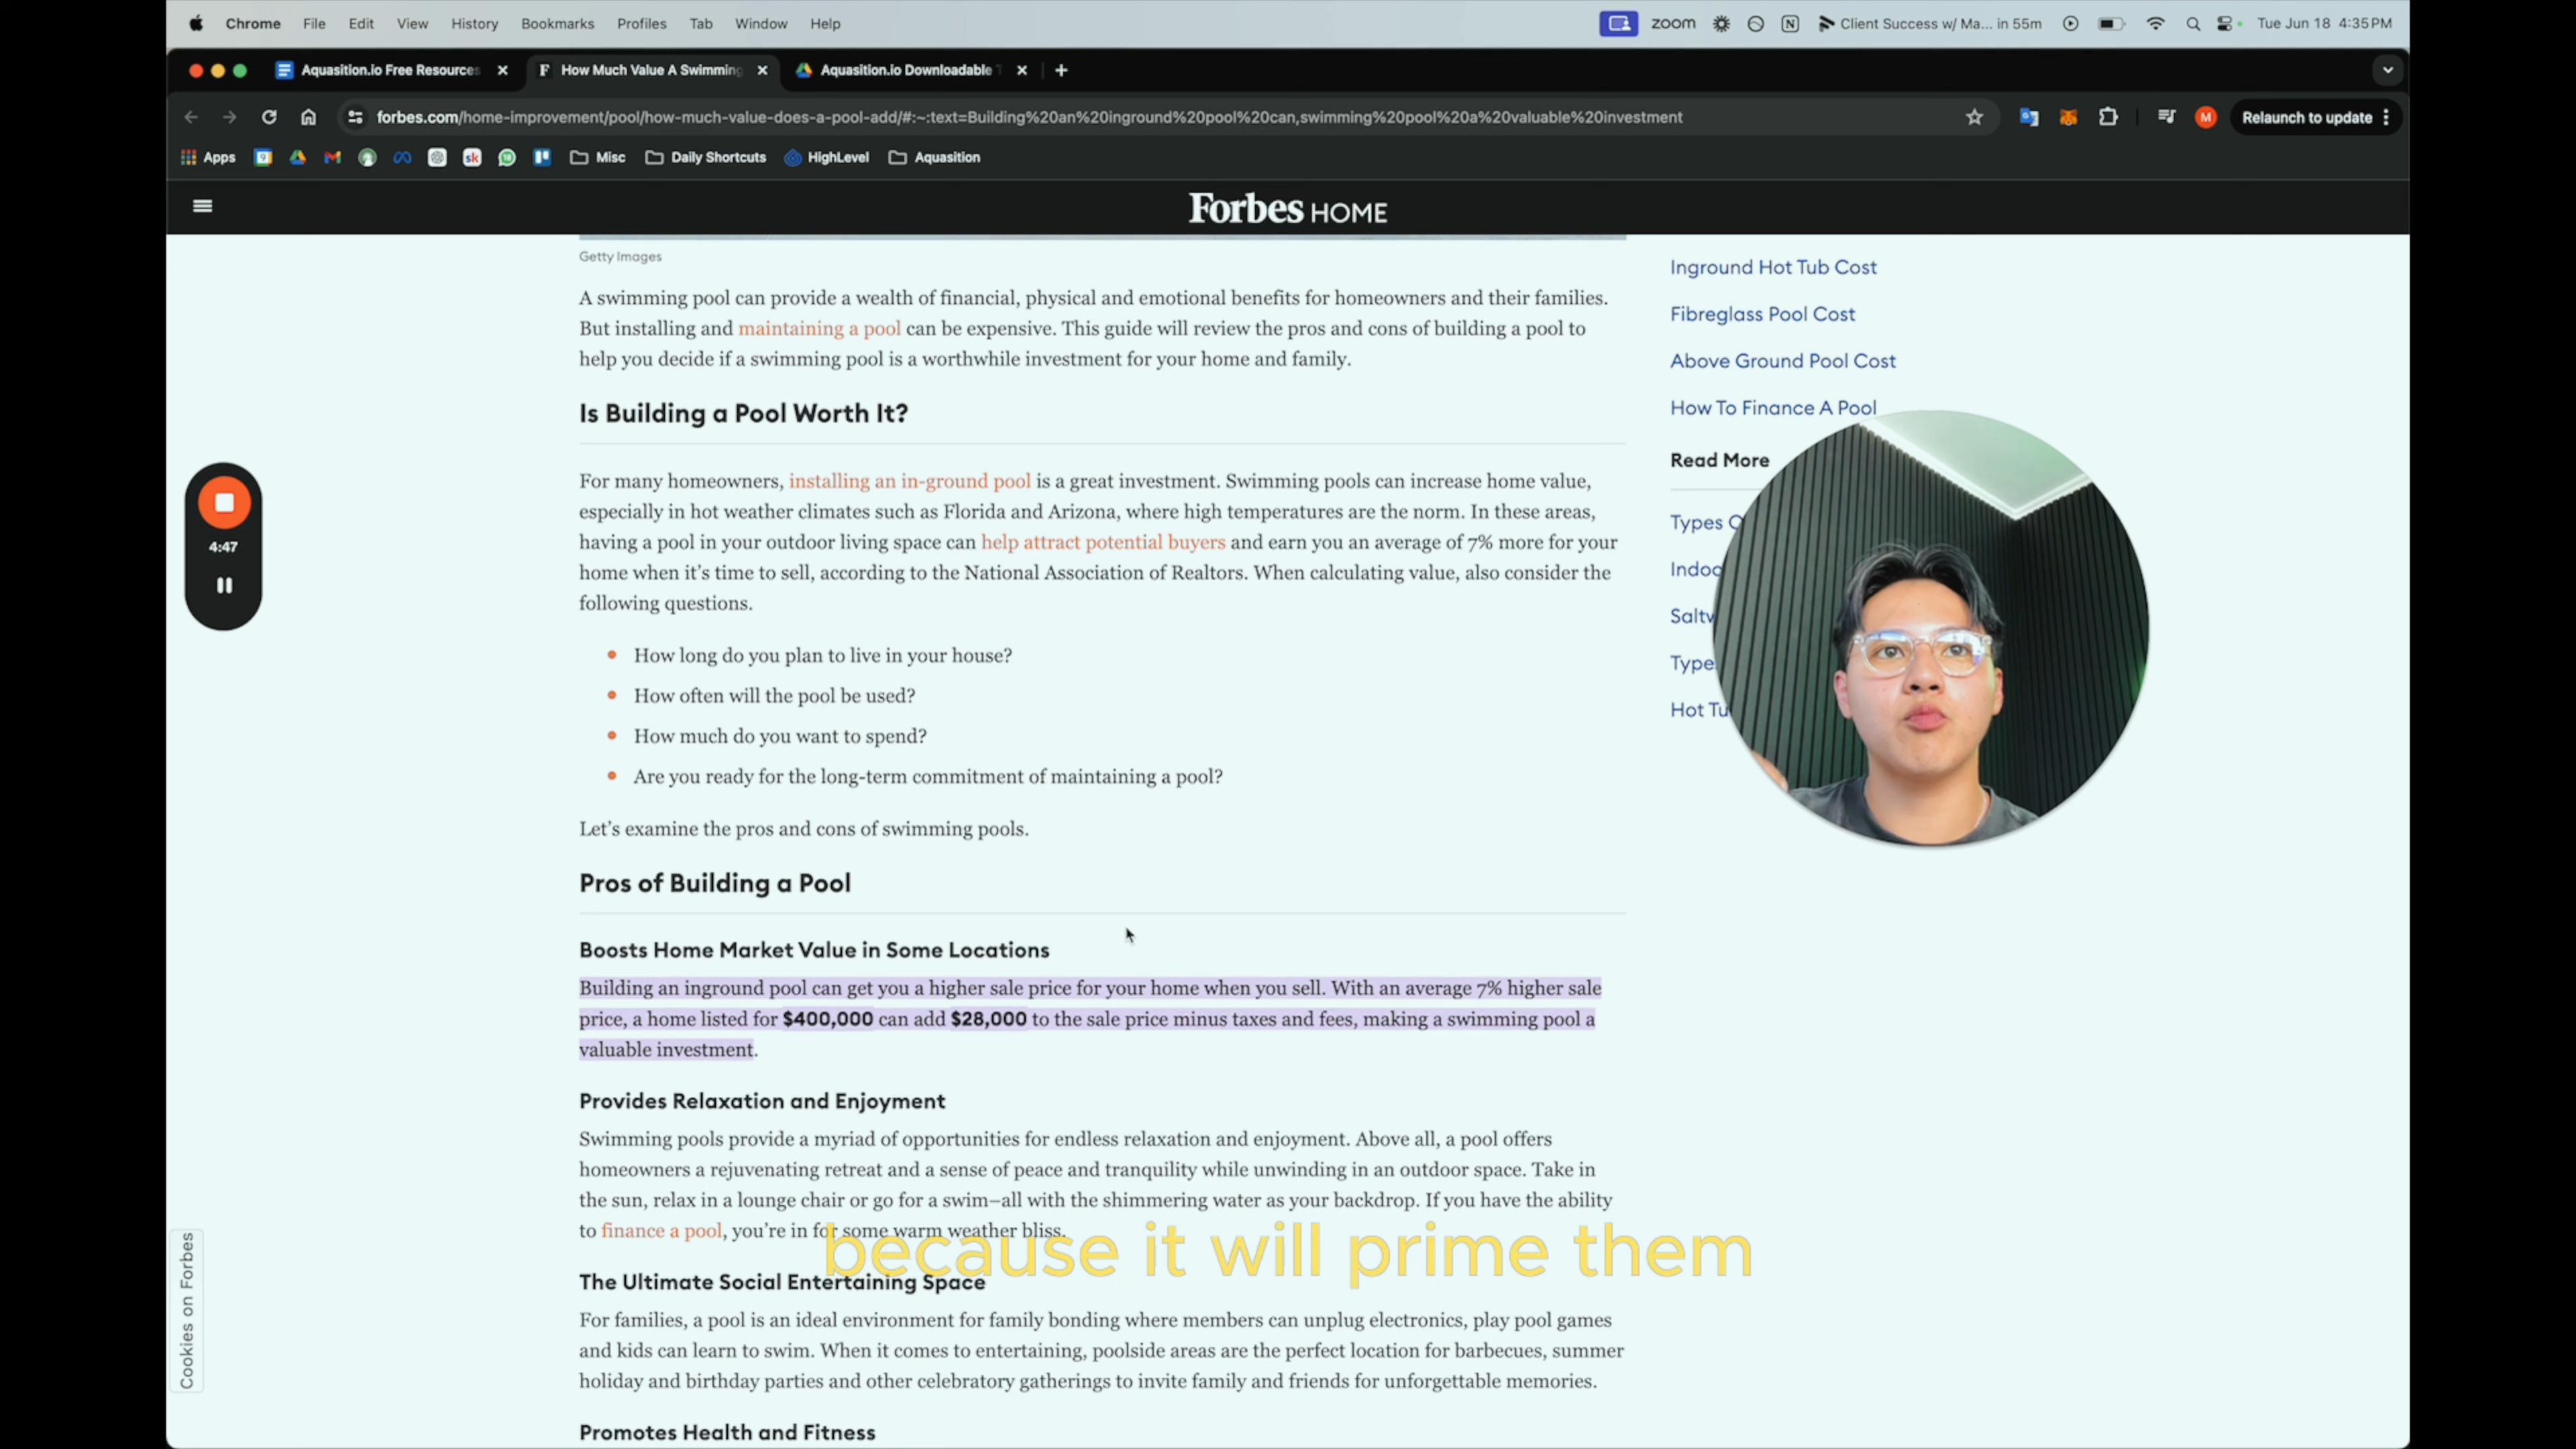 Chrome File Edit View History Bookmarks Profiles Tab Window Help
zoom
Client Success w/ Ma... in 55m
Tue Jun 18 4:35 PM
Aquasition.io Free Resources
How Much Value A Swimming
Aquasition.io Downloadable
forbes.com/home-improvement/pool/how-much-value-does-a-pool-add/#:~:text=Building%20an%20inground%20pool%20can,swimming%20pool%20a%20valuable%20investment
M
Relaunch to update
Apps
Misc
Daily Shortcuts
HighLevel
Aquasition
Forbes HOME
Getty Images
A swimming pool can provide a wealth of financial, physical and emotional benefits for homeowners and their families.
But installing and maintaining a pool can be expensive. This guide will review the pros and cons of building a pool to
help you decide if a swimming pool is a worthwhile investment for your home and family.
Is Building a Pool Worth It?
For many homeowners, installing an in-ground pool is a great investment. Swimming pools can increase home value,
especially in hot weather climates such as Florida and Arizona, where high temperatures are the norm. In these areas,
having a pool in your outdoor living space can help attract potential buyers and earn you an average of 7% more for your
home when it's time to sell, according to the National Association of Realtors. When calculating value, also consider the
following questions.
How long do you plan to live in your house?
How often will the pool be used?
How much do you want to spend?
Are you ready for the long-term commitment of maintaining a pool?
Let's examine the pros and cons of swimming pools.
Pros of Building a Pool
Boosts Home Market Value in Some Locations
Building an inground pool can get you a higher sale price for your home when you sell. With an average 7% higher sale
price, a home listed for $400,000 can add $28,000 to the sale price minus taxes and fees, making a swimming pool a
valuable investment.
Provides Relaxation and Enjoyment
Swimming pools provide a myriad of opportunities for endless relaxation and enjoyment. Above all, a pool offers
homeowners a rejuvenating retreat and a sense of peace and tranquility while unwinding in an outdoor space. Take in
the sun, relax in a lounge chair or go for a swim—all with the shimmering water as your backdrop. If you have the ability
to finance a pool, you're in for some warm weather bliss.
because it will prime them
The Ultimate Social Entertaining Space
For families, a pool is an ideal environment for family bonding where members can unplug electronics, play pool games
and kids can learn to swim. When it comes to entertaining, poolside areas are the perfect location for barbecues, summer
holiday and birthday parties and other celebratory gatherings to invite family and friends for unforgettable memories.
Promotes Health and Fitness
Inground Hot Tub Cost
Fibreglass Pool Cost
Above Ground Pool Cost
How To Finance A Pool
Read More
Types
Indoo
Saltw
Type
Hot Tu
4:47
Cookies on Forbes